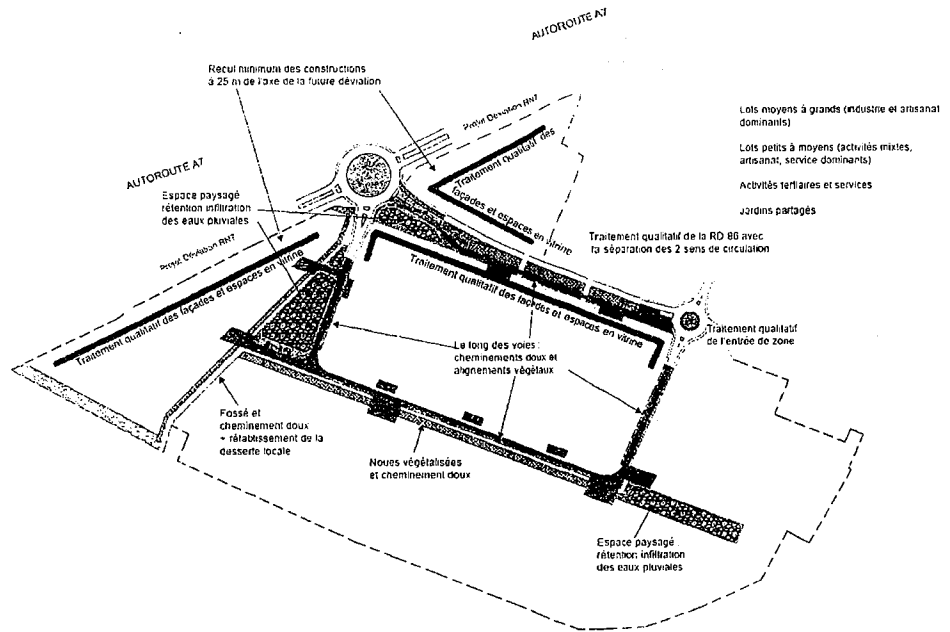 AUTOROUTE A7
Recul minimum des constructions
à 25 m de l'axe de la future déviation
Projet Déviation RN7
Lots moyens à grands (industrie et artisanat
dominants)
Lots petits à moyens (activités mixtes,
artisanat, service dominants)
Activités tertiaires et services
Jardins partagés
Traitement qualitatif des
façades et espaces en vitrine
AUTOROUTE A7
Espace paysagé
rétention infiltration
des eaux pluviales
Traitement qualitatif de la RD 86 avec
la séparation des 2 sens de circulation
Projet Déviation RN7
Traitement qualitatif des façades et espaces en vitrine
Traitement qualitatif des façades et espaces en vitrine
Traitement qualitatif
de l'entrée de zone
Le long des voies :
cheminements doux et
alignements végétaux
Fossé et
cheminement doux
+ rétablissement de la
desserte locale
Noues végétalisées
et cheminement doux
Espace paysagé
rétention infiltration
des eaux pluviales